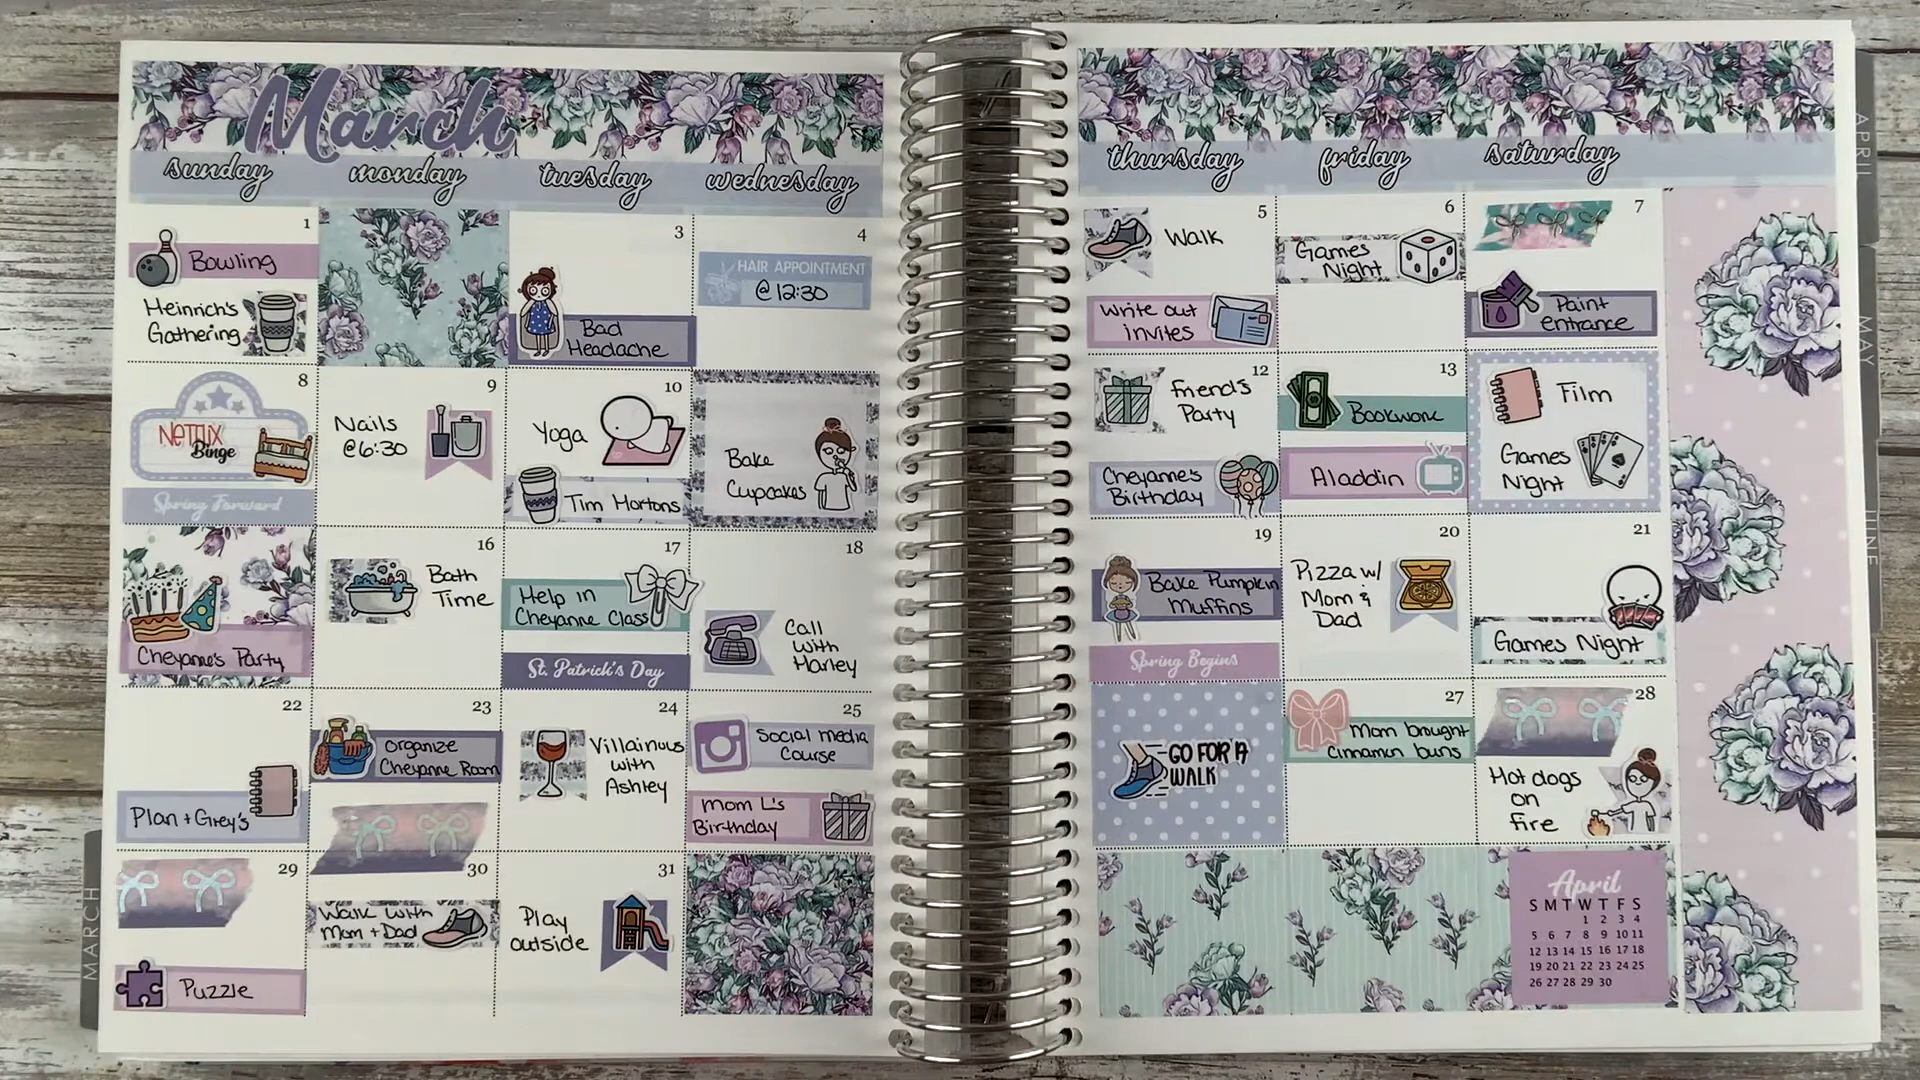 March
sunday monday tuesday wednesday
thursday friday saturday
1
Bowling
Heinrich's
Gathering
3
Bad
Headache
4
HAIR APPOINTMENT
@ 12:30
5
Walk
Write out
invites
6
Games
Night
7
Paint
entrance
8
NETFLIX
Binge
Spring Forward
9
Nails
@ 6:30
10
Yoga
Tim Hortons
Bake
Cupcakes
12
Friend's
Party
Cheyanne's
Birthday
13
Bookwork
Aladdin
Film
Games
Night
Cheyanne's Party
16
Bath
Time
17
Help in
Cheyanne Class
St. Patrick's Day
18
Call
with
Harley
19
Bake Pumpkin
Muffins
Spring Begins
20
Pizza w/
Mom &
Dad
21
Games Night
22
Plan + Grey's
23
Organize
Cheyanne Room
24
Villainous
with
Ashley
25
Social media
Course
Mom L's
Birthday
GO FOR A
WALK
27
Mom brought
cinnamon buns
28
Hot dogs
on
fire
29
Puzzle
30
Walk with
Mom + Dad
31
Play
outside
April
S M T W T F S
1 2 3 4
5 6 7 8 9 10 11
12 13 14 15 16 17 18
19 20 21 22 23 24 25
26 27 28 29 30
MARCH
APRIL
MAY
JUNE